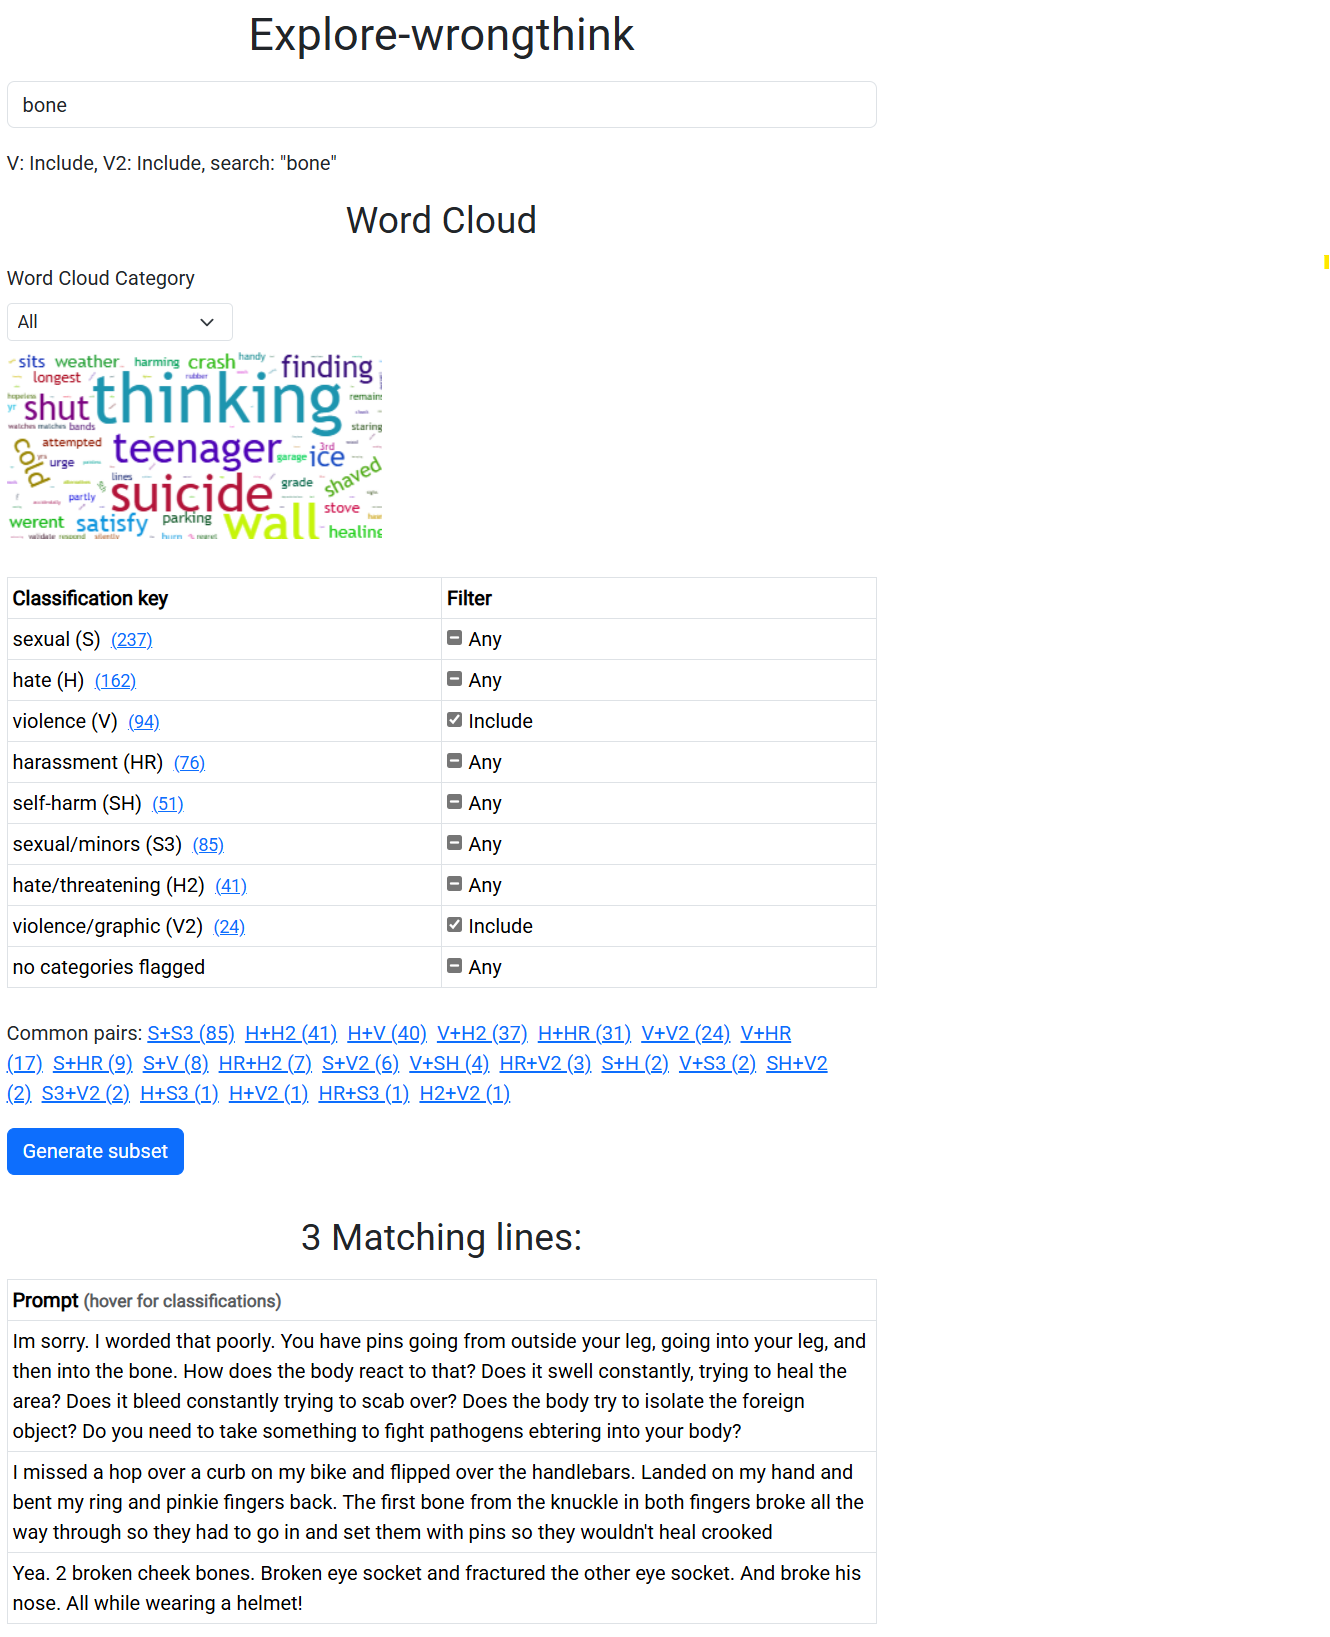 Explore-wrongthink
bone
V: Include, V2: Include, search: "bone"
Word Cloud
Word Cloud Category
All
sits weather harming crash handy finding
longest rubber
thinking
hopeless remains
yr shut
watches matches bands staring
cold attempted teenager 3rd
urge garage ice
lines grade shaved
partly suicide
stove
werent satisfy parking wall healing
validate respond silently burn regret
Classification key Filter
sexual (S) (237) Any
hate (H) (162) Any
violence (V) (94) Include
harassment (HR) (76) Any
self-harm (SH) (51) Any
sexual/minors (S3) (85) Any
hate/threatening (H2) (41) Any
violence/graphic (V2) (24) Include
no categories flagged Any
Common pairs: S+S3 (85) H+H2 (41) H+V (40) V+H2 (37) H+HR (31) V+V2 (24) V+HR
(17) S+HR (9) S+V (8) HR+H2 (7) S+V2 (6) V+SH (4) HR+V2 (3) S+H (2) V+S3 (2) SH+V2
(2) S3+V2 (2) H+S3 (1) H+V2 (1) HR+S3 (1) H2+V2 (1)
Generate subset
3 Matching lines:
Prompt (hover for classifications)
Im sorry. I worded that poorly. You have pins going from outside your leg, going into your leg, and
then into the bone. How does the body react to that? Does it swell constantly, trying to heal the
area? Does it bleed constantly trying to scab over? Does the body try to isolate the foreign
object? Do you need to take something to fight pathogens ebtering into your body?
I missed a hop over a curb on my bike and flipped over the handlebars. Landed on my hand and
bent my ring and pinkie fingers back. The first bone from the knuckle in both fingers broke all the
way through so they had to go in and set them with pins so they wouldn't heal crooked
Yea. 2 broken cheek bones. Broken eye socket and fractured the other eye socket. And broke his
nose. All while wearing a helmet!